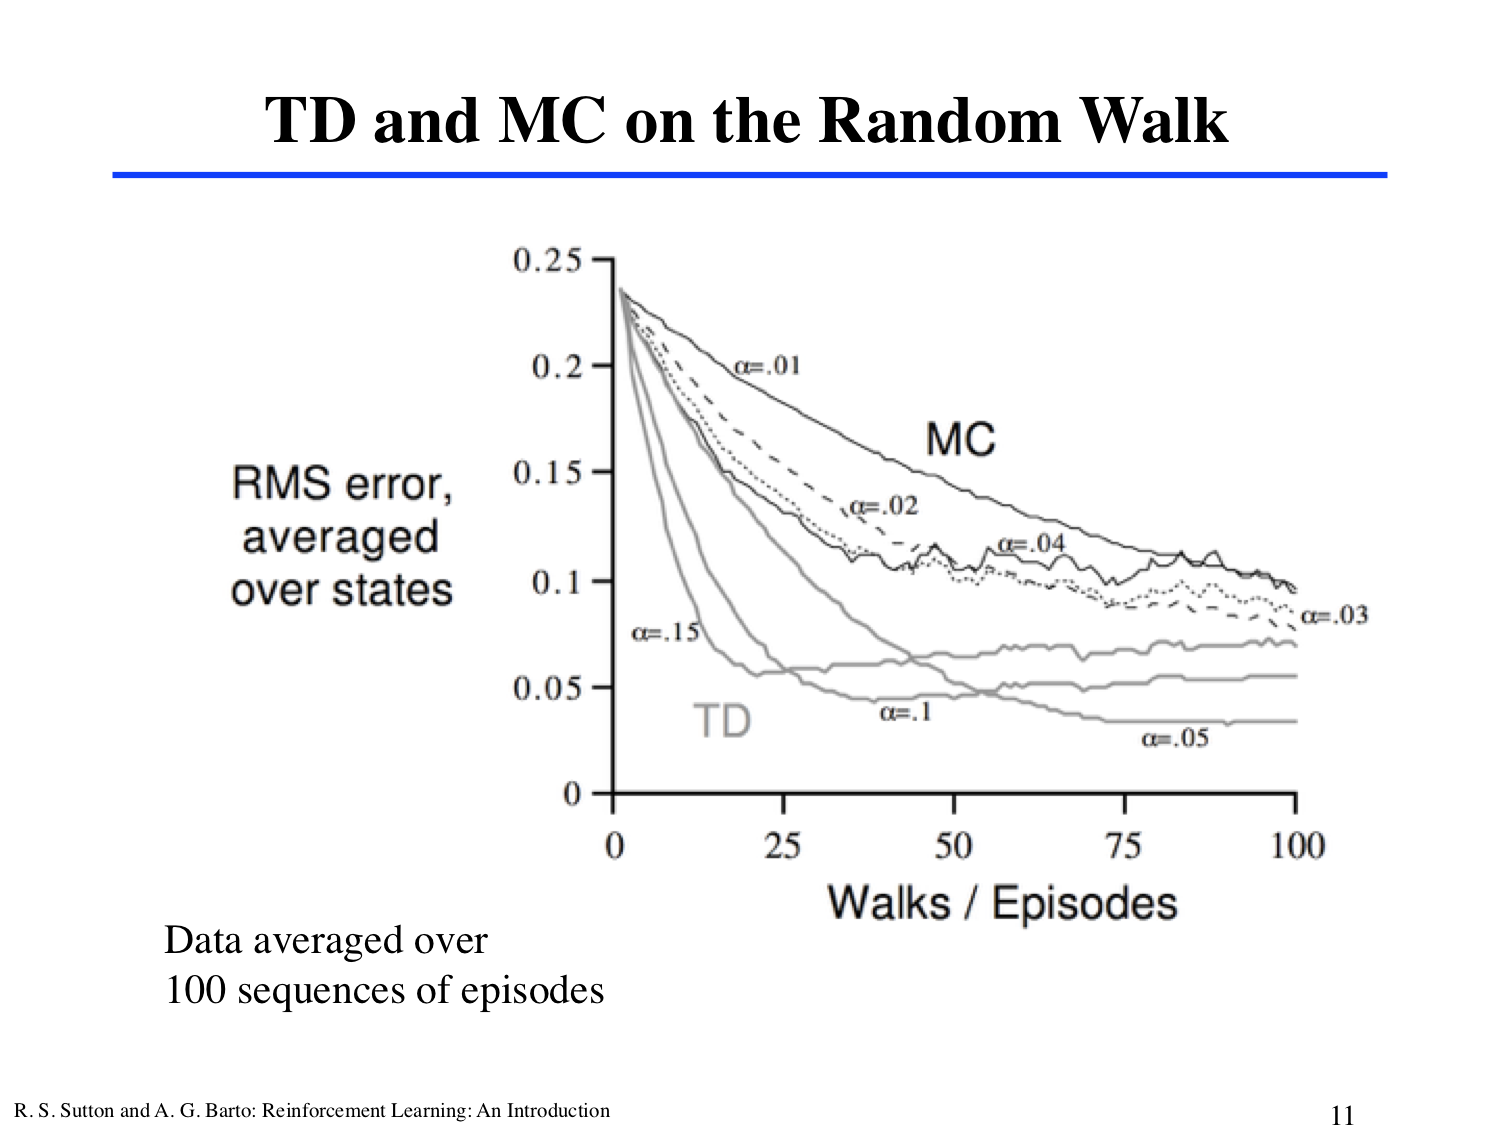 TD and MC on the Random Walk
0.25
0.2
0.15
0.1
0.05
0
RMS error,
averaged
over states
α=.01
MC
α=.02
α=.04
α=.03
α=.15
TD
α=.1
α=.05
0 25 50 75 100
Walks / Episodes
Data averaged over
100 sequences of episodes
R. S. Sutton and A. G. Barto: Reinforcement Learning: An Introduction
11